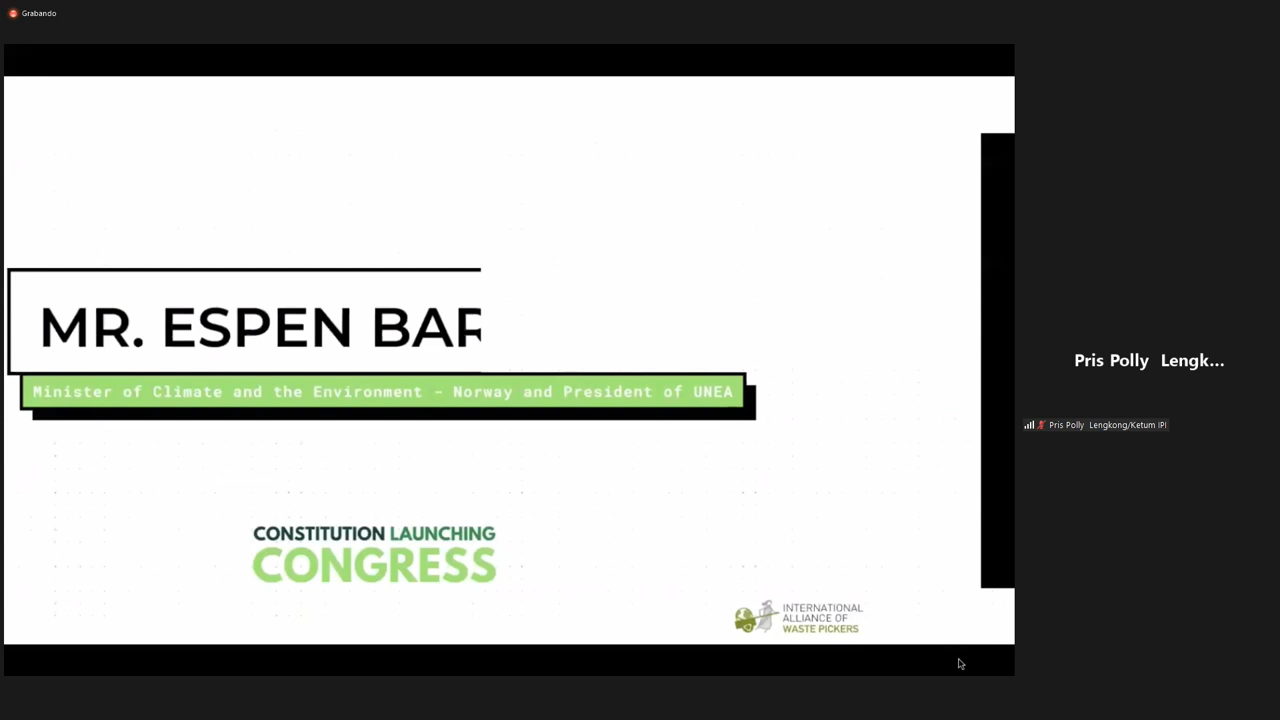 Grabando
MR. ESPEN BAR
Minister of Climate and the Environment – Norway and President of UNEA
CONSTITUTION LAUNCHING
CONGRESS
INTERNATIONAL
ALLIANCE OF
WASTE PICKERS
Pris Polly Lengk...
Pris Polly Lengkong/Ketum IPI